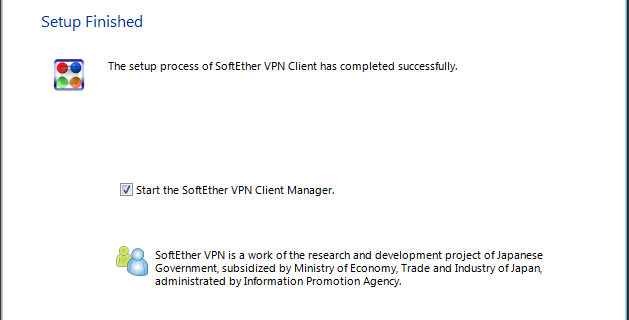 Setup Finished
The setup process of SoftEther VPN Client has completed successfully.
Start the SoftEther VPN Client Manager.
SoftEther VPN is a work of the research and development project of Japanese
Government, subsidized by Ministry of Economy, Trade and Industry of Japan,
administrated by Information Promotion Agency.